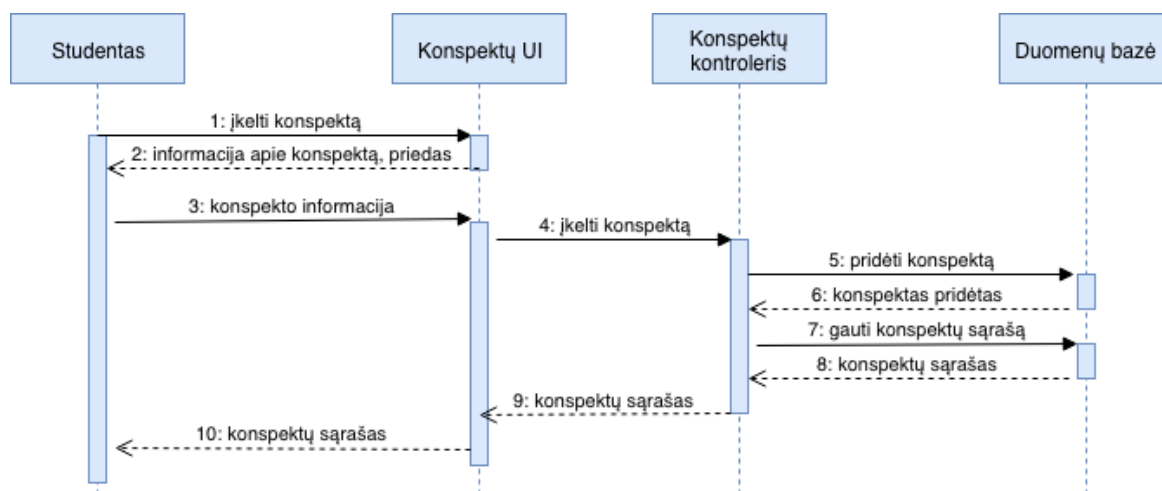 Studentas
Konspektų UI
Konspektų
kontroleris
Duomenų bazė
1: įkelti konspektą
2: informacija apie konspektą, priedas
3: konspekto informacija
4: įkelti konspektą
5: pridėti konspektą
6: konspektas pridėtas
7: gauti konspektų sąrašą
8: konspektų sąrašas
9: konspektų sąrašas
10: konspektų sąrašas